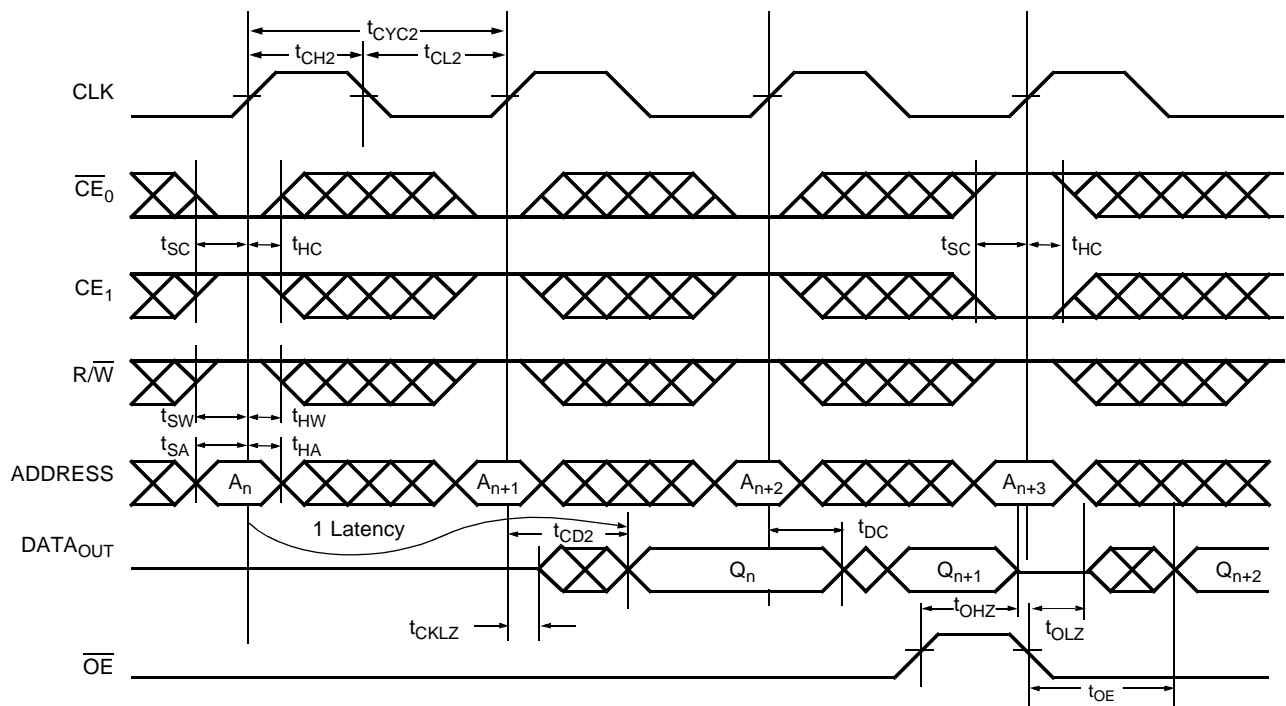 tCYC2
tCH2 tCL2
CLK
CE0
tSC tHC tSC tHC
CE1
R/W
tSW tHW
tSA tHA
ADDRESS An An+1 An+2 An+3
1 Latency tCD2 tDC
DATAOUT Qn Qn+1 Qn+2
tCKLZ tOHZ tOLZ
OE
tOE